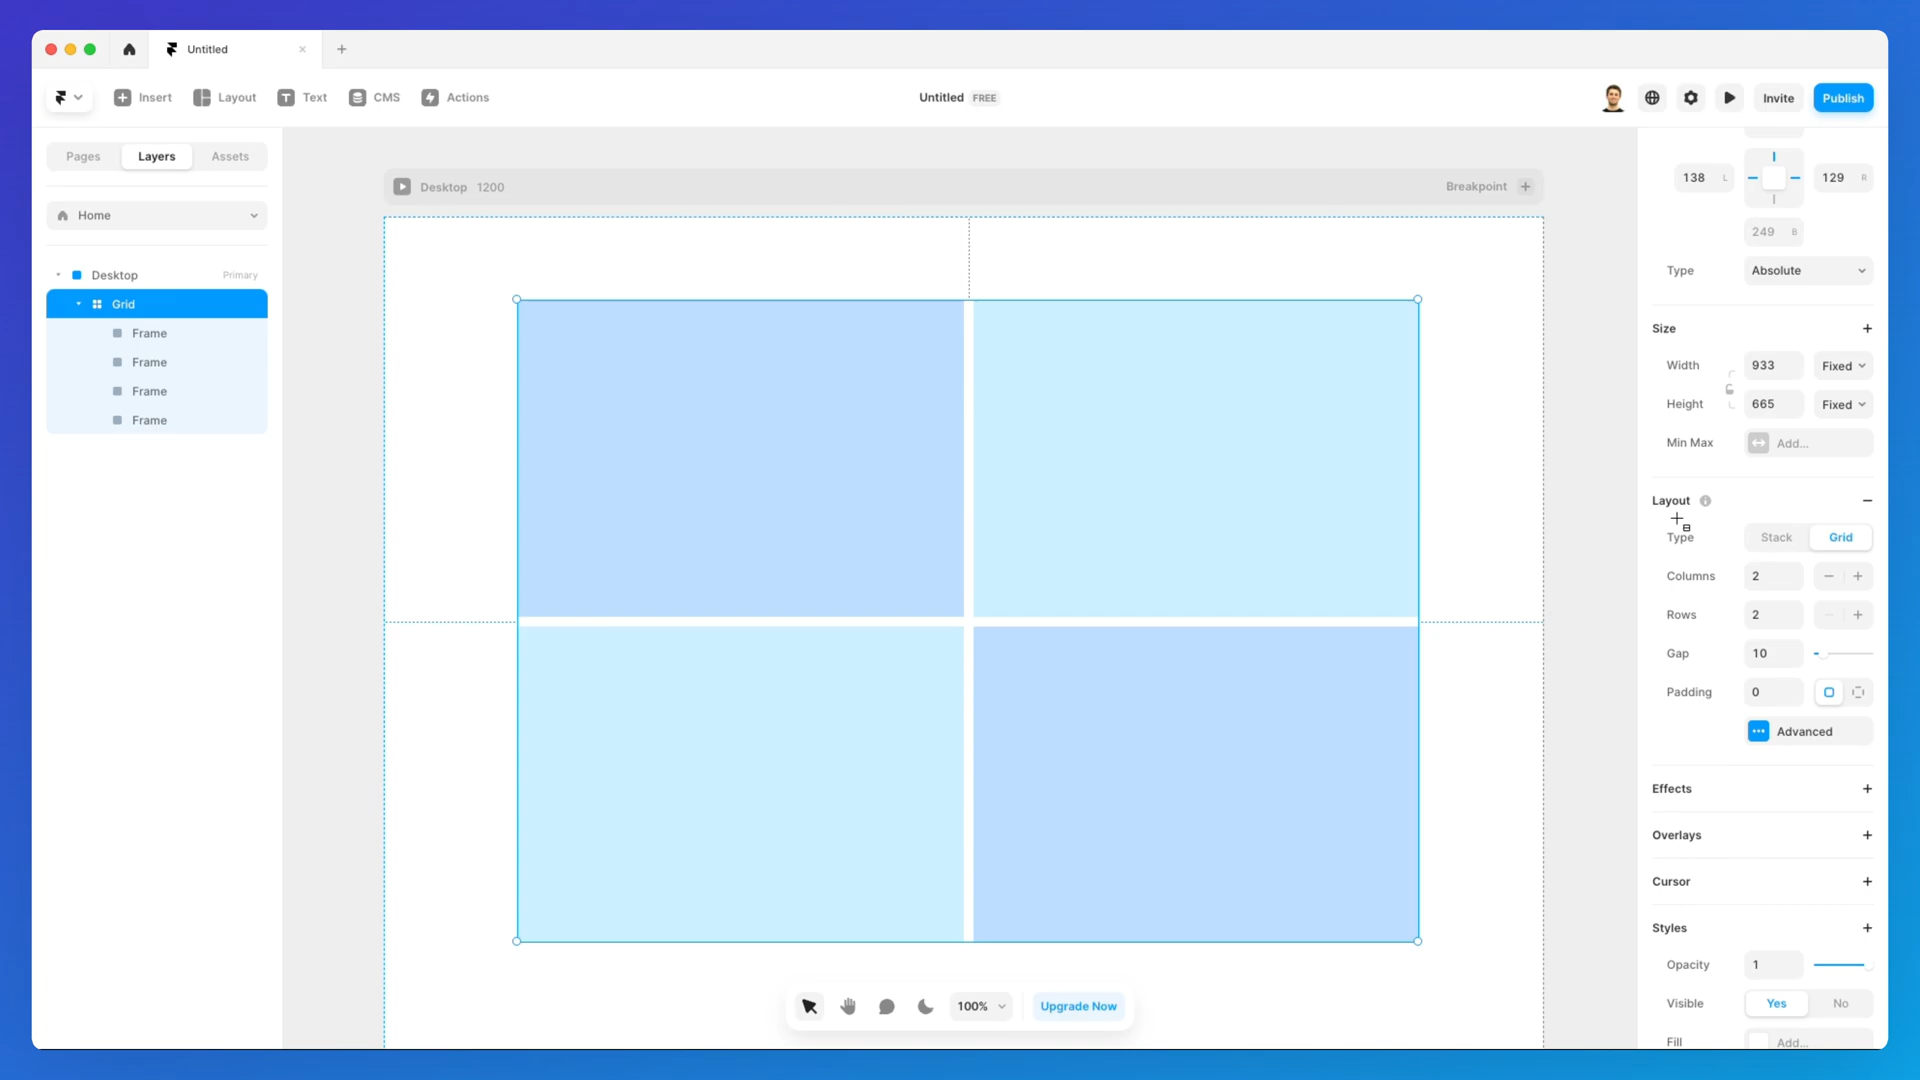 Untitled
Insert
Layout
Text
CMS
Actions
Untitled FREE
Invite
Publish
Pages
Layers
Assets
Home
Desktop
Primary
Grid
Frame
Frame
Frame
Frame
Desktop 1200
Breakpoint
138 L
129 R
249 B
Type
Absolute
Size
Width
933
Fixed
Height
665
Fixed
Min Max
Add...
Layout
Type
Stack
Grid
Columns
2
Rows
2
Gap
10
Padding
0
Advanced
Effects
Overlays
Cursor
Styles
Opacity
1
Visible
Yes
No
Fill
Add...
100%
Upgrade Now